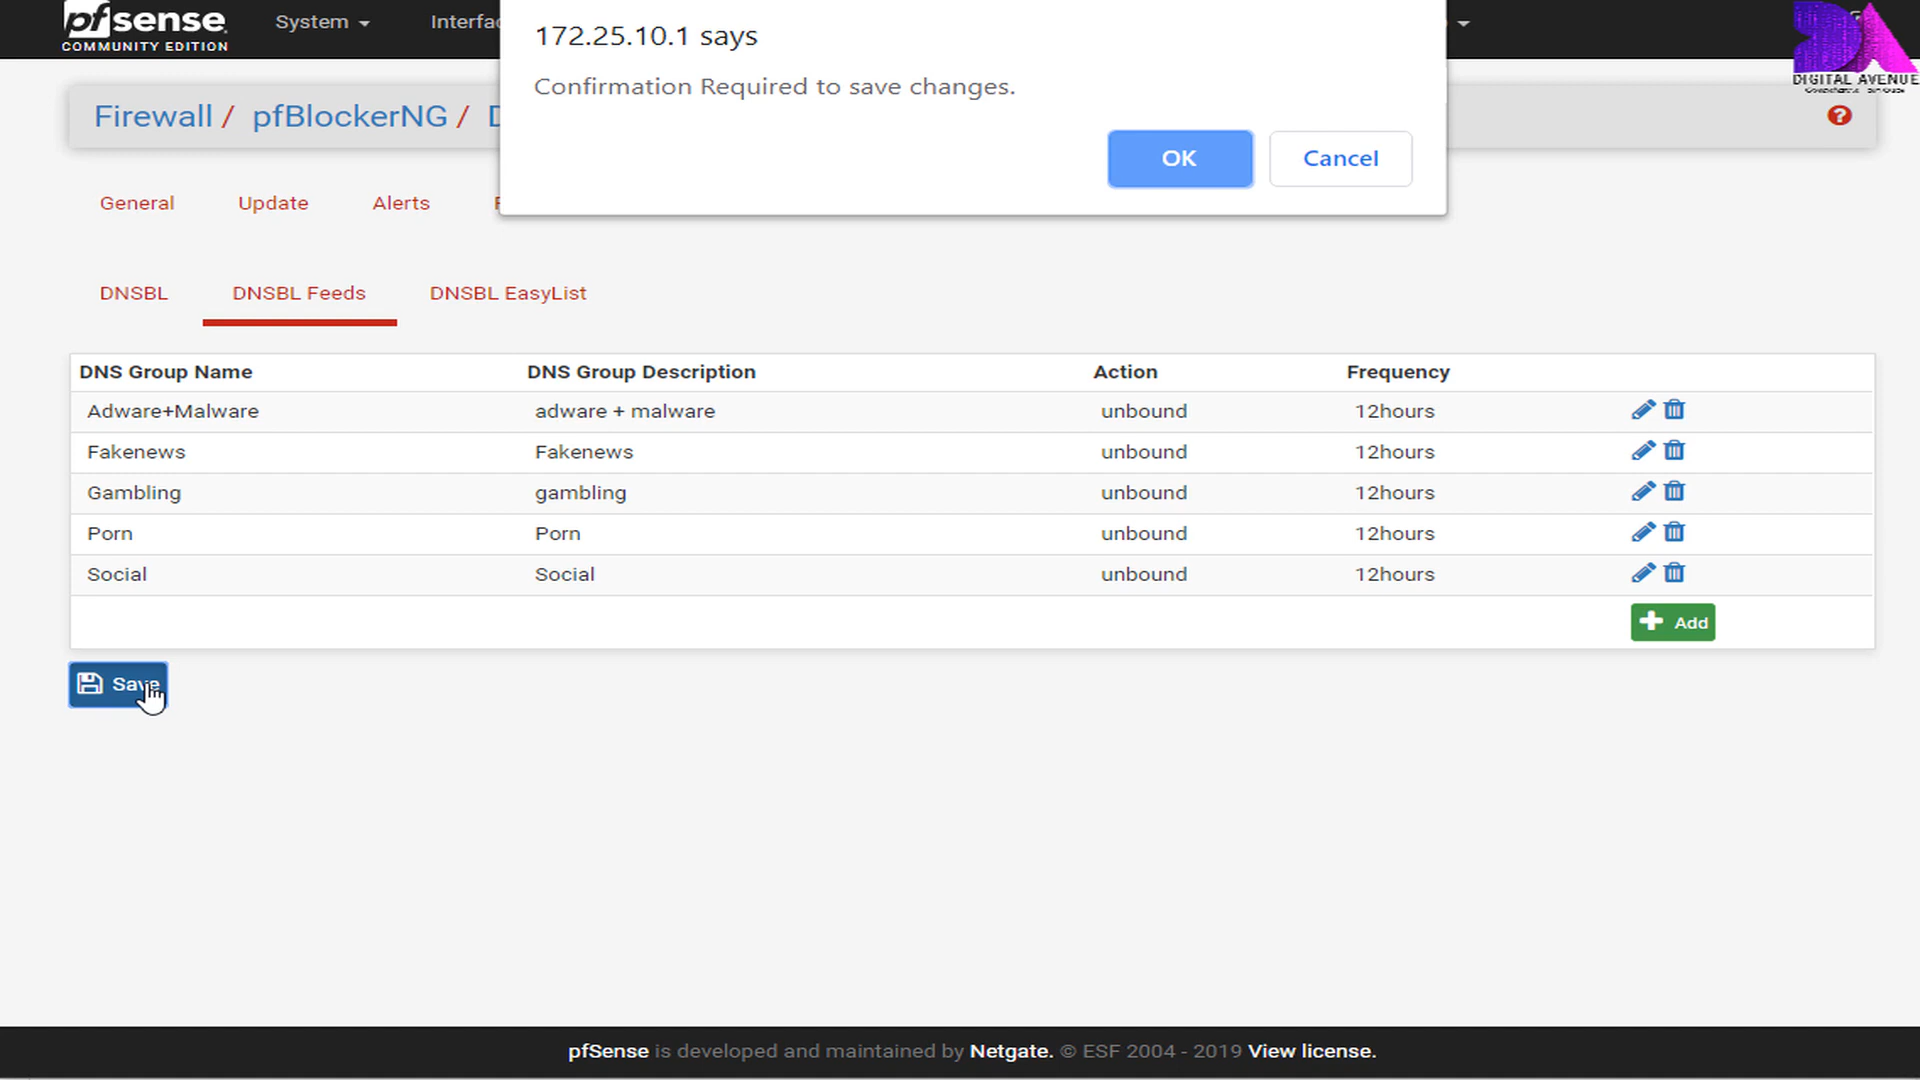 pfsense
COMMUNITY EDITION
System
Interfac
172.25.10.1 says
Confirmation Required to save changes.
OK
Cancel
DIGITAL AVENUE
Firewall / pfBlockerNG / D
General
Update
Alerts
DNSBL
DNSBL Feeds
DNSBL EasyList
DNS Group Name DNS Group Description Action Frequency
Adware+Malware adware + malware unbound 12hours
Fakenews Fakenews unbound 12hours
Gambling gambling unbound 12hours
Porn Porn unbound 12hours
Social Social unbound 12hours
Add
Save
pfSense is developed and maintained by Netgate. © ESF 2004 - 2019 View license.